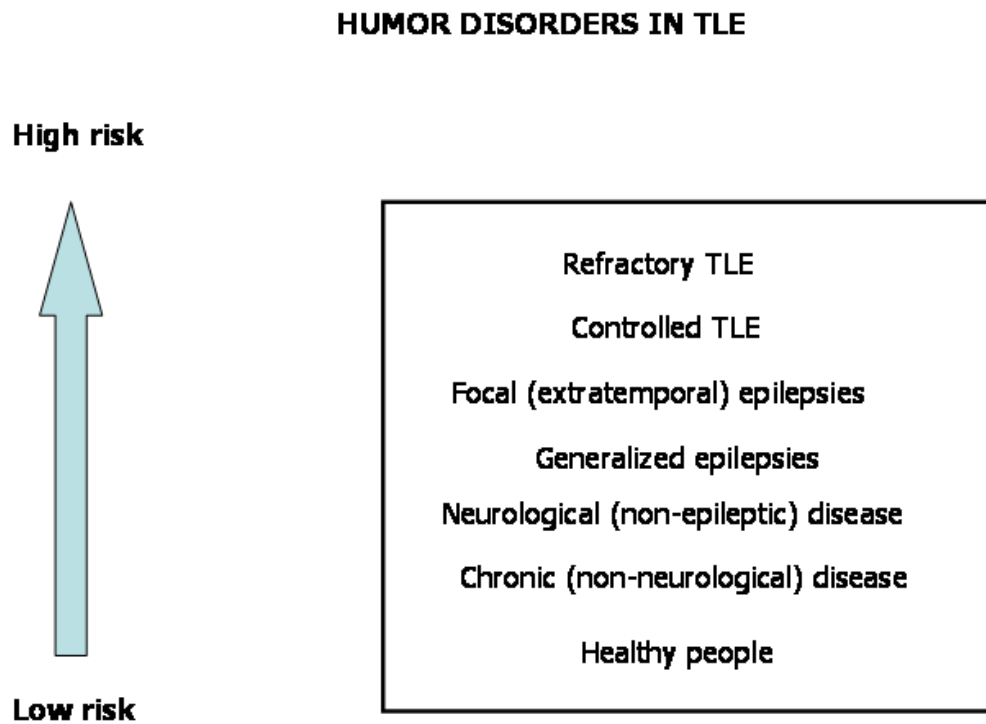 HUMOR DISORDERS IN TLE
High risk
Refractory TLE
Controlled TLE
Focal (extratemporal) epilepsies
Generalized epilepsies
Neurological (non-epileptic) disease
Chronic (non-neurological) disease
Healthy people
Low risk